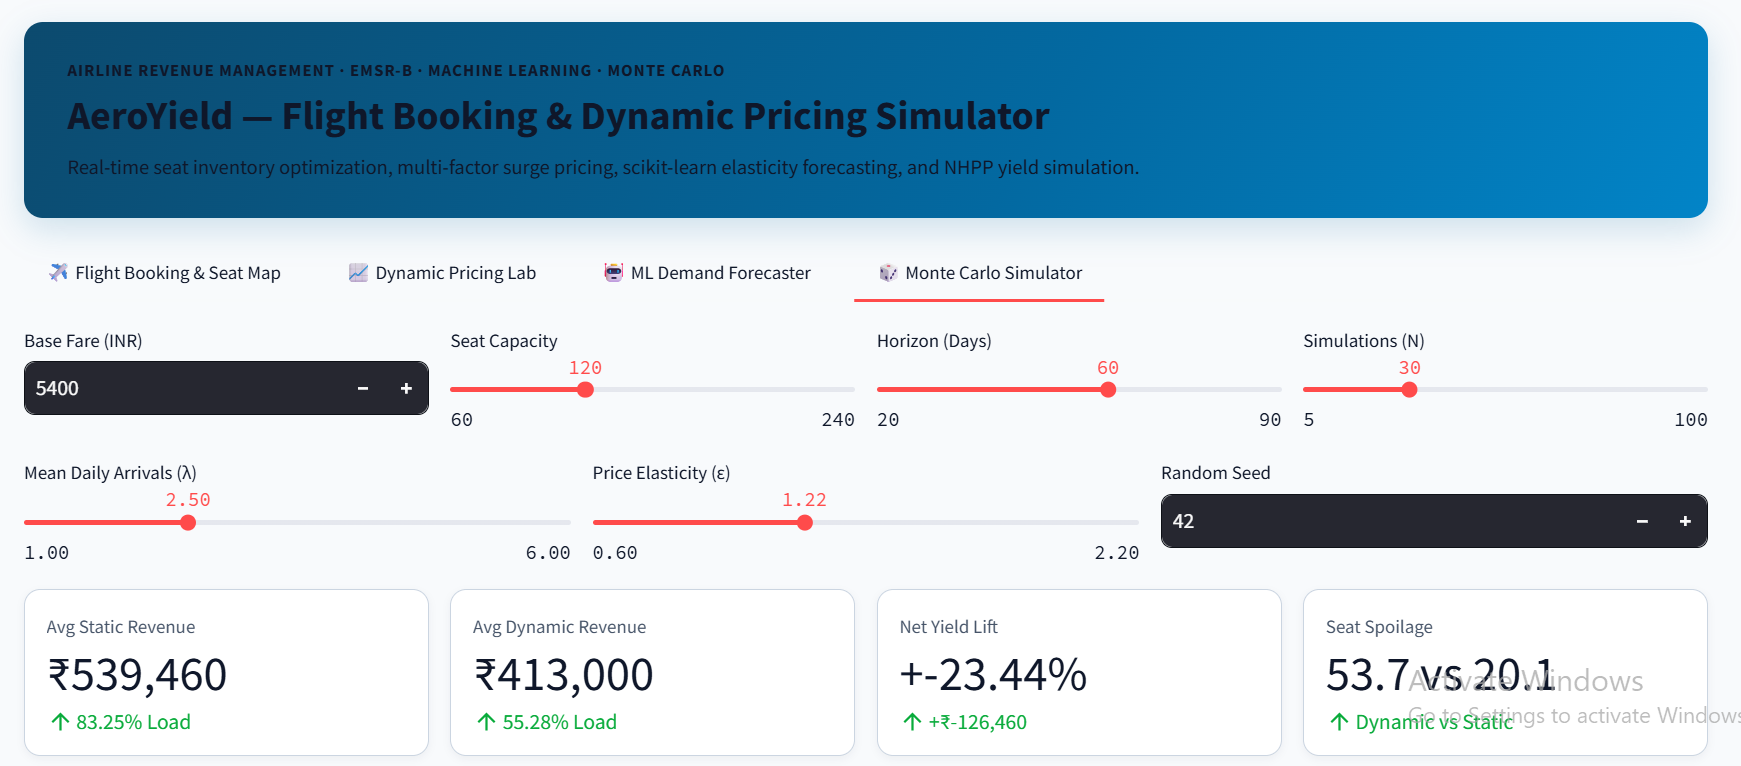 AIRLINE REVENUE MANAGEMENT · EMSR-B · MACHINE LEARNING · MONTE CARLO
AeroYield — Flight Booking & Dynamic Pricing Simulator
Real-time seat inventory optimization, multi-factor surge pricing, scikit-learn elasticity forecasting, and NHPP yield simulation.
Flight Booking & Seat Map
Dynamic Pricing Lab
ML Demand Forecaster
Monte Carlo Simulator
Base Fare (INR)
5400
− +
Seat Capacity
120
60 240
Horizon (Days)
60
20 90
Simulations (N)
30
5 100
Mean Daily Arrivals (λ)
2.50
1.00 6.00
Price Elasticity (ε)
1.22
0.60 2.20
Random Seed
42
− +
Avg Static Revenue
₹539,460
↑ 83.25% Load
Avg Dynamic Revenue
₹413,000
↑ 55.28% Load
Net Yield Lift
+-23.44%
↑ +₹-126,460
Seat Spoilage
53.7 vs 20.1
↑ Dynamic vs Static
Activate Windows
Go to Settings to activate Windows